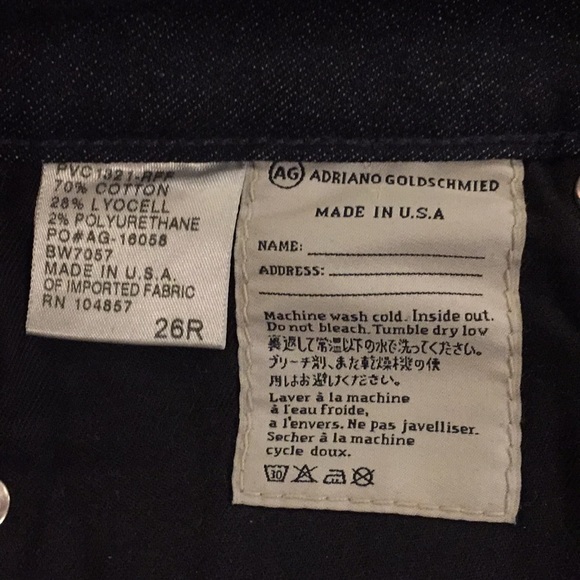 PVC1321-RFF
70% COTTON
28% LYOCELL
2% POLYURETHANE
PO#AG-16058
BW7057
MADE IN U.S.A.
OF IMPORTED FABRIC
RN 104857
26R
AG ADRIANO GOLDSCHMIED
MADE IN U.S.A
NAME:
ADDRESS:
Machine wash cold. Inside out.
Do not bleach. Tumble dry low
裏返して常温以下の水で洗ってください。
ブリーチ剤、また乾燥機の使
用はお避けください。
Laver à la machine
à l'eau froide,
a l'envers. Ne pas javelliser.
Secher à la machine
cycle doux.
30